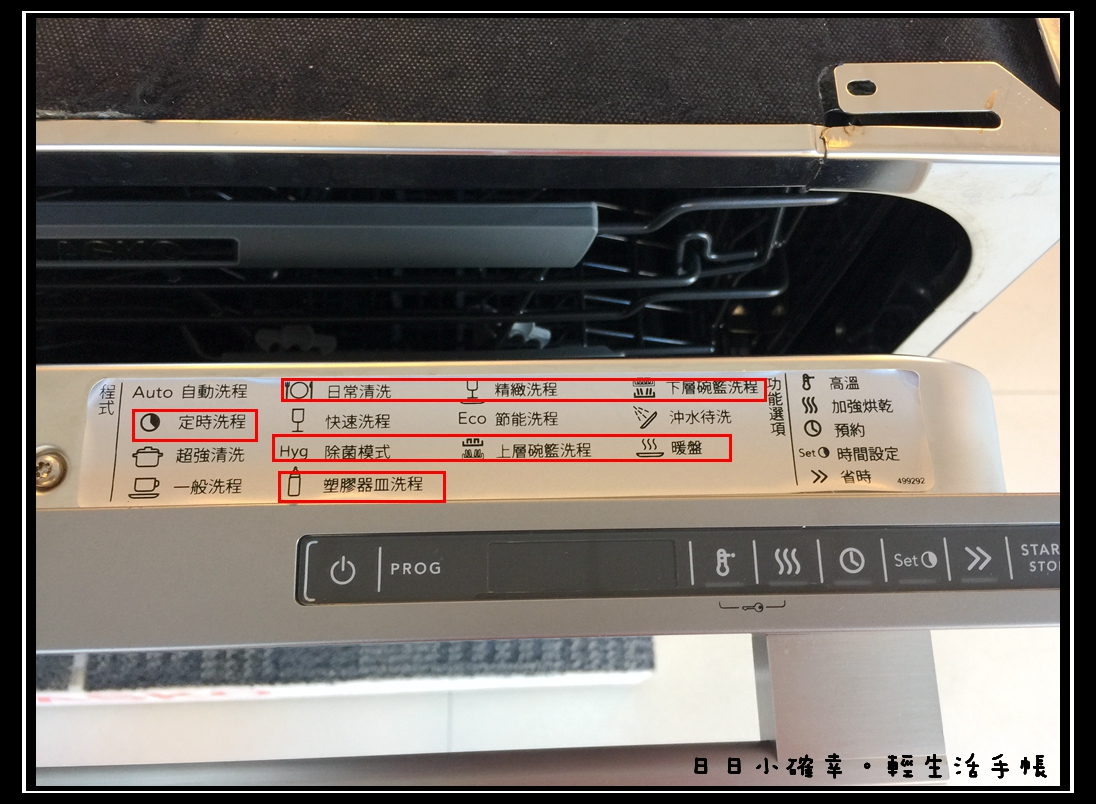 程式
Auto 自動洗程
日常清洗
精緻洗程
下層碗籃洗程
定時洗程
快速洗程
Eco 節能洗程
沖水待洗
超強清洗
Hyg 除菌模式
上層碗籃洗程
暖盤
一般洗程
塑膠器皿洗程
功能選項
高溫
加強烘乾
預約
Set 時間設定
省時
499292
PROG
Set
日日小確幸。輕生活手帳